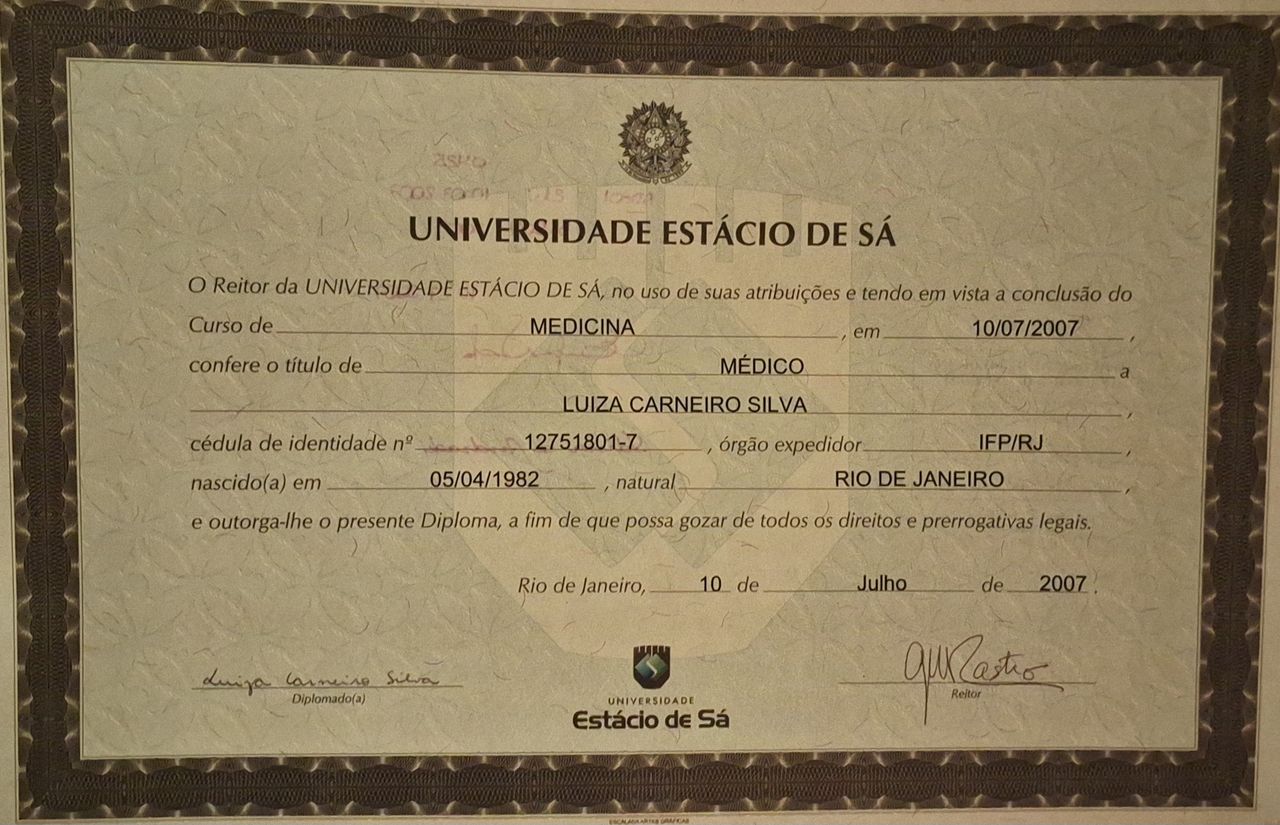 UNIVERSIDADE ESTÁCIO DE SÁ
O Reitor da UNIVERSIDADE ESTÁCIO DE SÁ, no uso de suas atribuições e tendo em vista a conclusão do
Curso de MEDICINA, em 10/07/2007,
confere o título de MÉDICO a
LUIZA CARNEIRO SILVA,
cédula de identidade nº 12751801-7, órgão expedidor IFP/RJ,
nascido(a) em 05/04/1982, natural RIO DE JANEIRO,
e outorga-lhe o presente Diploma, a fim de que possa gozar de todos os direitos e prerrogativas legais.
Rio de Janeiro, 10 de Julho de 2007.
Luiza Carneiro Silva
Diplomado(a)
Reitor
UNIVERSIDADE
Estácio de Sá